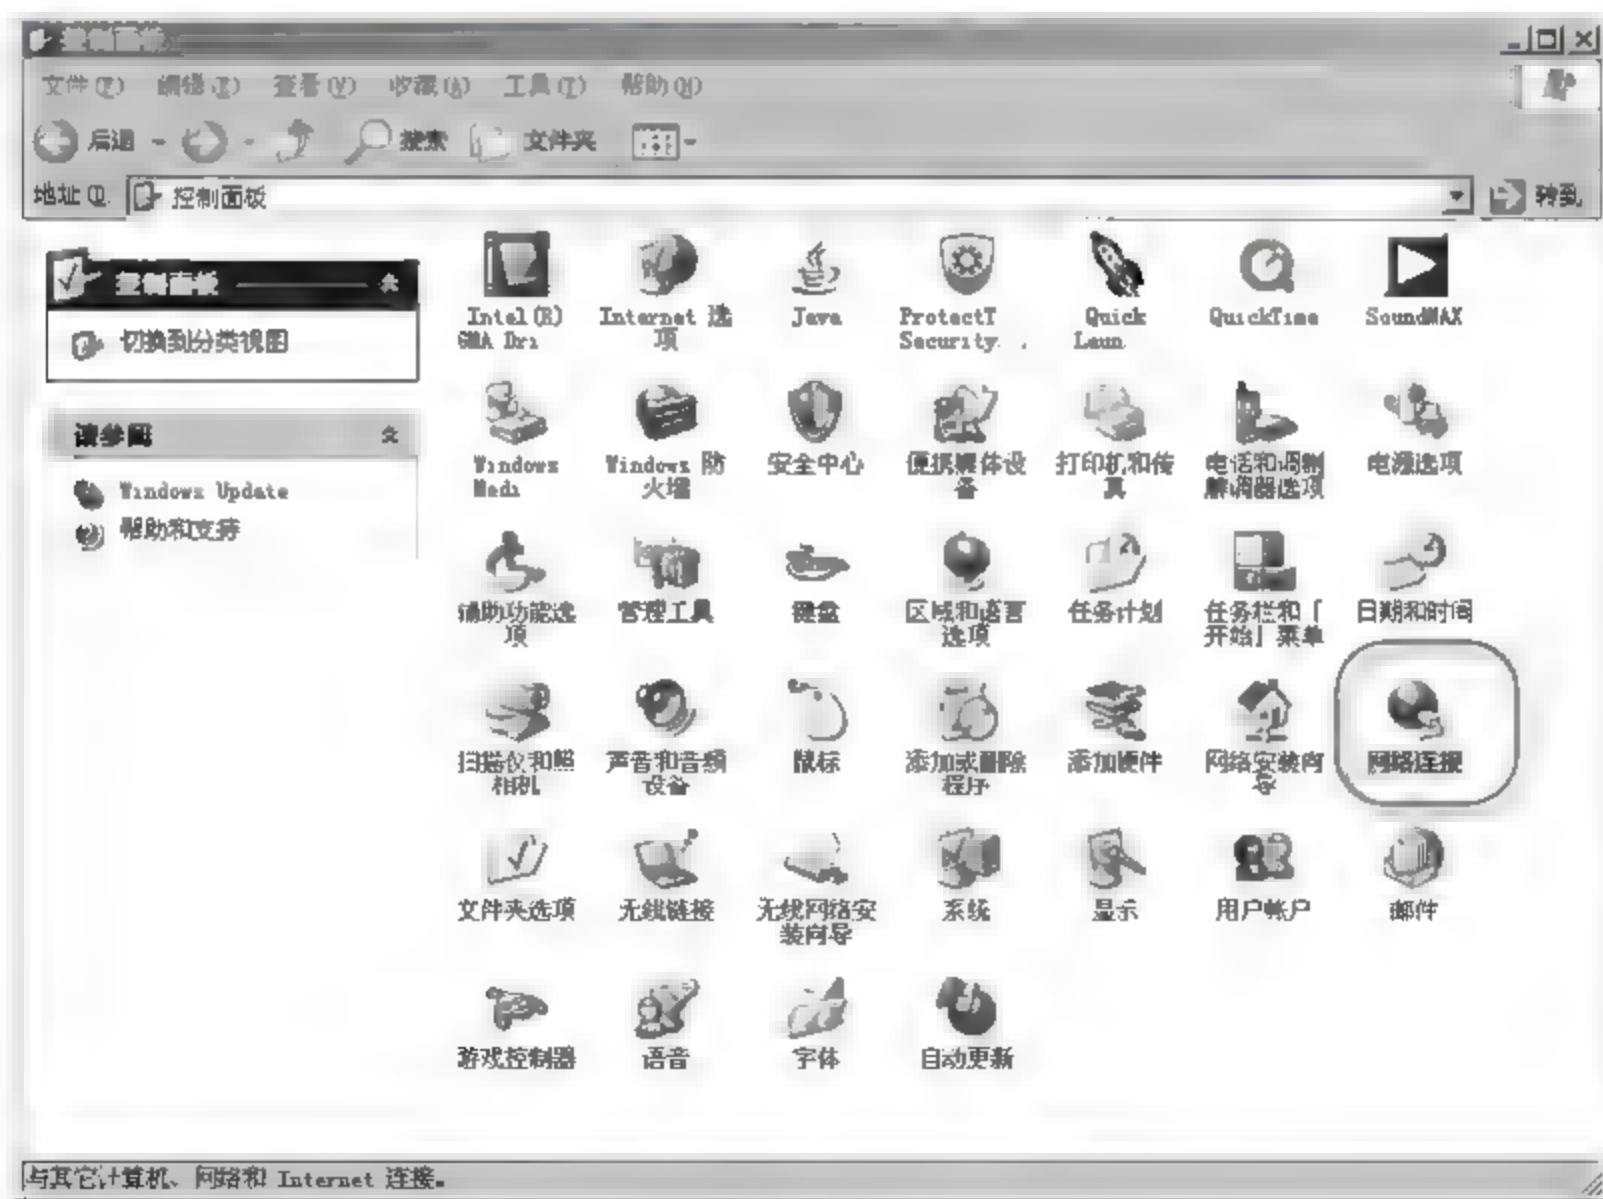 控制面板
文件(F) 编辑(E) 查看(V) 收藏(A) 工具(T) 帮助(H)
后退 搜索 文件夹
地址(D) 控制面板 转到
控制面板
切换到分类视图
请参阅
Windows Update
帮助和支持
Intel(R)
GMA Dri
Internet 选
项
Java
ProtectT
Security
Quick
Laun
QuickTime
SoundMAX
Windows
Medi
Windows 防
火墙
安全中心
便携媒体设
备
打印机和传
真
电话和调制
解调器选项
电源选项
辅助功能选
项
管理工具
键盘
区域和语言
选项
任务计划
任务栏和「
开始」菜单
日期和时间
扫描仪和照
相机
声音和音频
设备
鼠标
添加或删除
程序
添加硬件
网络安装向
导
网络连接
文件夹选项
无线链接
无线网络安
装向导
系统
显示
用户帐户
邮件
游戏控制器
语音
字体
自动更新
与其它计算机、网络和 Internet 连接。